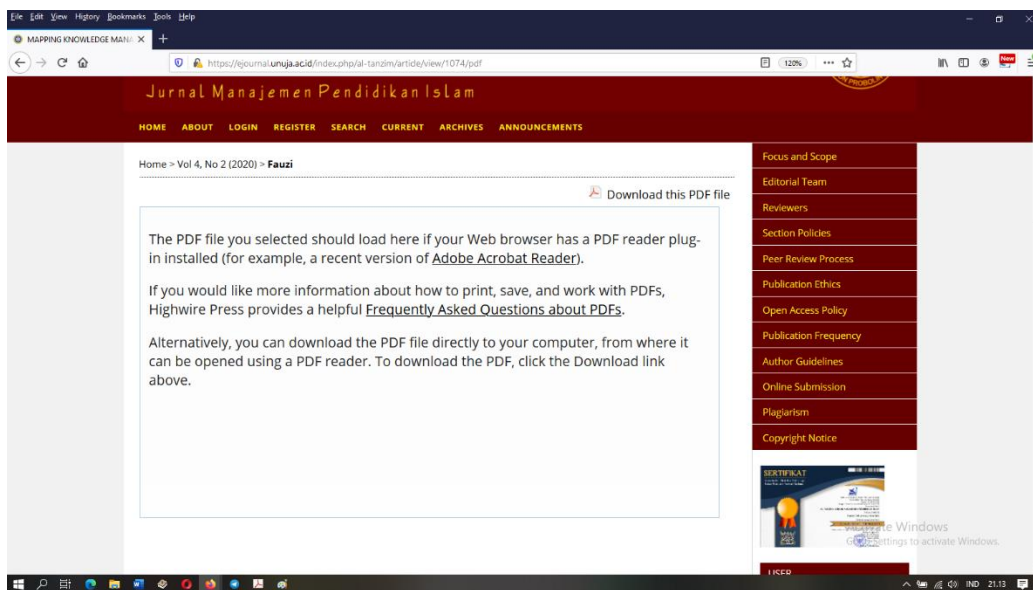 File Edit View History Bookmarks Tools Help
MAPPING KNOWLEDGE MANA
https://ejournal.unuja.ac.id/index.php/al-tanzim/article/view/1074/pdf
120%
New
Jurnal Manajemen Pendidikan Islam
HOME ABOUT LOGIN REGISTER SEARCH CURRENT ARCHIVES ANNOUNCEMENTS
Home > Vol 4, No 2 (2020) > Fauzi
Download this PDF file
The PDF file you selected should load here if your Web browser has a PDF reader plug-
in installed (for example, a recent version of Adobe Acrobat Reader).
If you would like more information about how to print, save, and work with PDFs,
Highwire Press provides a helpful Frequently Asked Questions about PDFs.
Alternatively, you can download the PDF file directly to your computer, from where it
can be opened using a PDF reader. To download the PDF, click the Download link
above.
Focus and Scope
Editorial Team
Reviewers
Section Policies
Peer Review Process
Publication Ethics
Open Access Policy
Publication Frequency
Author Guidelines
Online Submission
Plagiarism
Copyright Notice
SERTIFIKAT
Activate Windows
Go to Settings to activate Windows.
USER
IND 21.13